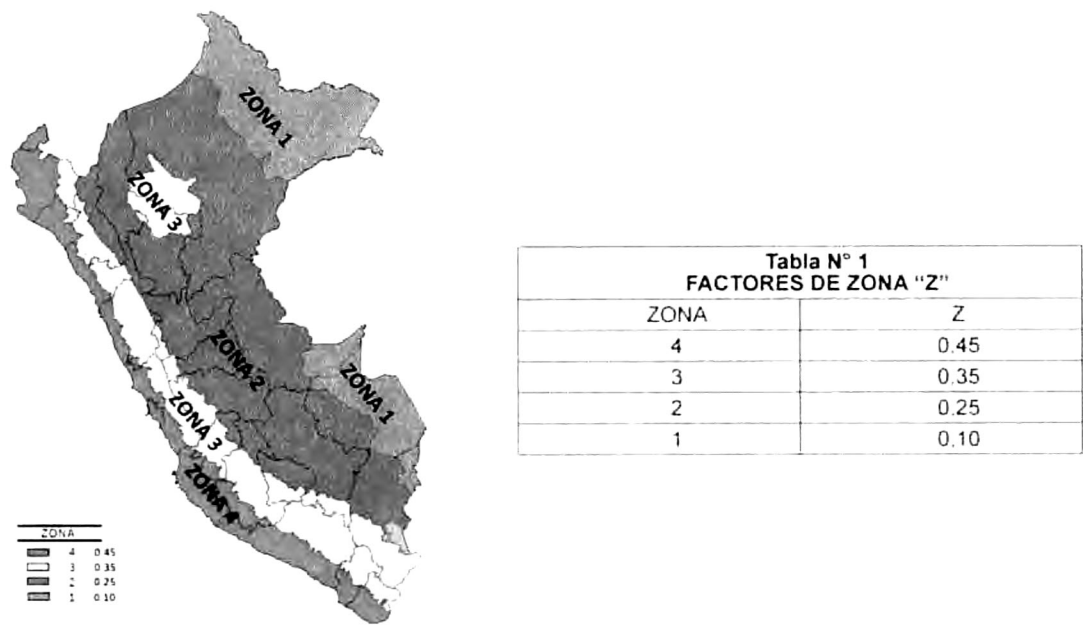 ZONA 1
ZONA 3
ZONA 2
ZONA 1
ZONA 3
ZONA 4
ZONA
4 0.45
3 0.35
2 0.25
1 0.10
Tabla N° 1
FACTORES DE ZONA "Z"
ZONA Z
4 0.45
3 0.35
2 0.25
1 0.10